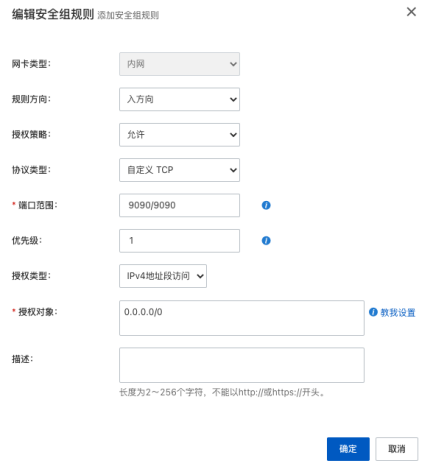 编辑安全组规则 添加安全组规则
网卡类型： 内网
规则方向： 入方向
授权策略： 允许
协议类型： 自定义 TCP
* 端口范围： 9090/9090
优先级： 1
授权类型： IPv4地址段访问
* 授权对象： 0.0.0.0/0 教我设置
描述：
长度为2～256个字符，不能以http://或https://开头。
确定 取消